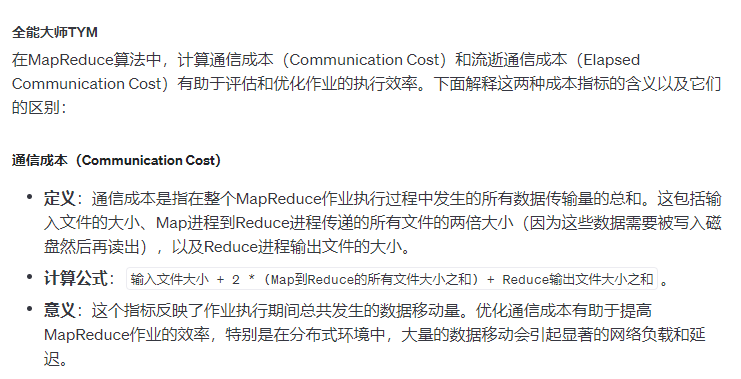 全能大师TYM
在MapReduce算法中，计算通信成本（Communication Cost）和流逝通信成本（Elapsed
Communication Cost）有助于评估和优化作业的执行效率。下面解释这两种成本指标的含义以及它们
的区别：
通信成本（Communication Cost）
• 定义：通信成本是指在整个MapReduce作业执行过程中发生的所有数据传输量的总和。这包括输
入文件的大小、Map进程到Reduce进程传递的所有文件的两倍大小（因为这些数据需要被写入磁
盘然后再读出），以及Reduce进程输出文件的大小。
• 计算公式： 输入文件大小 + 2 * (Map到Reduce的所有文件大小之和) + Reduce输出文件大小之和 。
• 意义：这个指标反映了作业执行期间总共发生的数据移动量。优化通信成本有助于提高
MapReduce作业的效率，特别是在分布式环境中，大量的数据移动会引起显著的网络负载和延
迟。